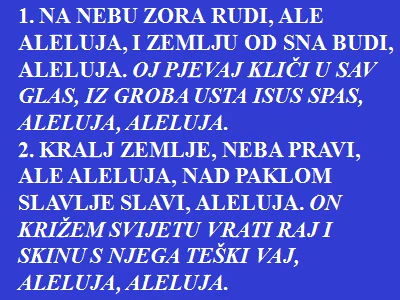 1. NA NEBU ZORA RUDI, ALE
ALELUJA, I ZEMLJU OD SNA BUDI,
ALELUJA. OJ PJEVAJ KLIČI U SAV
GLAS, IZ GROBA USTA ISUS SPAS,
ALELUJA, ALELUJA.
2. KRALJ ZEMLJE, NEBA PRAVI,
ALE ALELUJA, NAD PAKLOM
SLAVLJE SLAVI, ALELUJA. ON
KRIŽEM SVIJETU VRATI RAJ I
SKINU S NJEGA TEŠKI VAJ,
ALELUJA, ALELUJA.